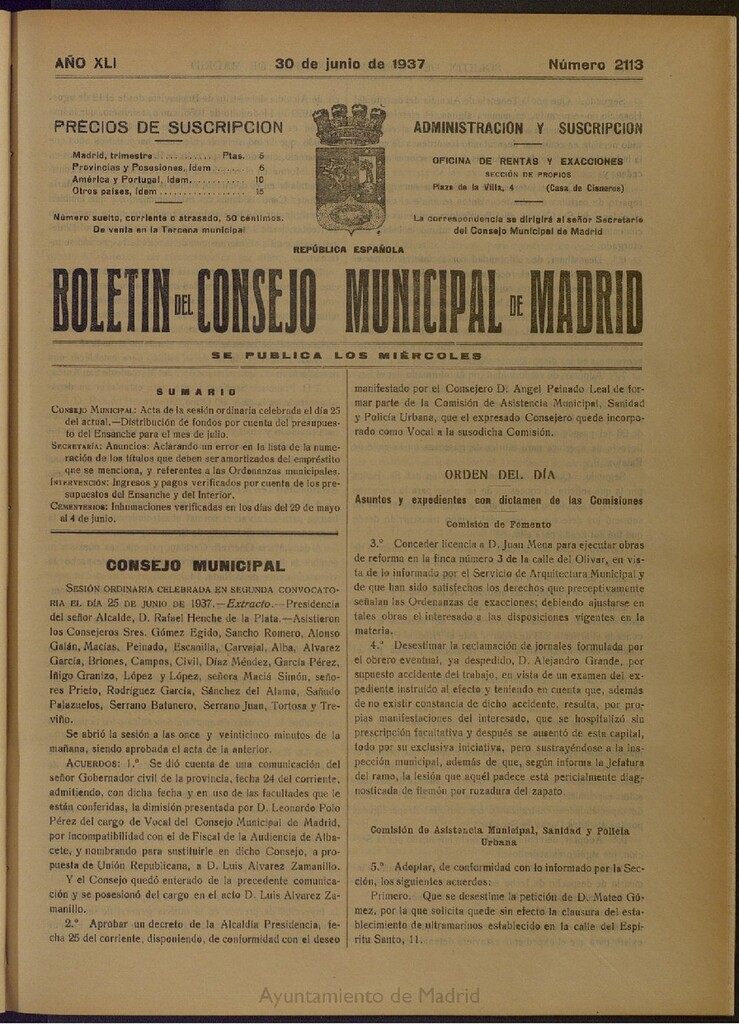 AÑO XLI 30 de junio de 1937 Número 2113
PRECIOS DE SUSCRIPCION
Madrid, trimestre............ Ptas. 5
Provincias y Posesiones, ídem...... 6
América y Portugal, ídem........... 10
Otros países, ídem................. 15
Número suelto, corriente o atrasado, 50 céntimos.
De venta en la Tercena municipal
ADMINISTRACION Y SUSCRIPCION
OFICINA DE RENTAS Y EXACCIONES
SECCIÓN DE PROPIOS
Plaza de la Villa, 4 (Casa de Cisneros)
La correspondencia se dirigirá al señor Secretario
del Consejo Municipal de Madrid
REPÚBLICA ESPAÑOLA
BOLETIN DEL CONSEJO MUNICIPAL DE MADRID
SE PUBLICA LOS MIÉRCOLES
SUMARIO
CONSEJO MUNICIPAL: Acta de la sesión ordinaria celebrada el día 25
del actual.—Distribución de fondos por cuenta del presupues-
to del Ensanche para el mes de julio.
SECRETARÍA: Anuncios: Aclarando un error en la lista de la nume-
ración de los títulos que deben ser amortizados del empréstito
que se menciona, y referentes a las Ordenanzas municipales.
INTERVENCIÓN: Ingresos y pagos verificados por cuenta de los pre-
supuestos del Ensanche y del Interior.
CEMENTERIOS: Inhumaciones verificadas en los días del 29 de mayo
al 4 de junio.
CONSEJO MUNICIPAL
SESIÓN ORDINARIA CELEBRADA EN SEGUNDA CONVOCATO-
RIA EL DÍA 25 DE JUNIO DE 1937.—Extracto.—Presidencia
del señor Alcalde, D. Rafael Henche de la Plata.—Asistieron
los Consejeros Sres. Gómez Egido, Sancho Romero, Alonso
Galán, Macías, Peinado, Escanilla, Carvajal, Alba, Alvarez
García, Briones, Campos, Civil, Díaz Méndez, García Pérez,
Iñigo Granizo, López y López, señora Maciá Simón, seño-
res Prieto, Rodríguez García, Sánchez del Alamo, Sañudo
Palazuelos, Serrano Batanero, Serrano Juan, Tortosa y Tre-
viño.
Se abrió la sesión a las once y veinticinco minutos de la
mañana, siendo aprobada el acta de la anterior.
ACUERDOS: 1.º Se dió cuenta de una comunicación del
señor Gobernador civil de la provincia, fecha 24 del corriente,
admitiendo, con dicha fecha y en uso de las facultades que le
están conferidas, la dimisión presentada por D. Leonardo Polo
Pérez del cargo de Vocal del Consejo Municipal de Madrid,
por incompatibilidad con el de Fiscal de la Audiencia de Alba-
cete, y nombrando para sustituirle en dicho Consejo, a pro-
puesta de Unión Republicana, a D. Luis Alvarez Zamanillo.
Y el Consejo quedó enterado de la precedente comunica-
ción y se posesionó del cargo en el acto D. Luis Alvarez Za-
manillo.
2.º Aprobar un decreto de la Alcaldía Presidencia, fe-
cha 25 del corriente, disponiendo, de conformidad con el deseo
manifestado por el Consejero D. Angel Peinado Leal de for-
mar parte de la Comisión de Asistencia Municipal, Sanidad
y Policía Urbana, que el expresado Consejero quede incorpo-
rado como Vocal a la susodicha Comisión.
ORDEN DEL DÍA
Asuntos y expedientes con dictamen de las Comisiones
Comisión de Fomento
3.º Conceder licencia a D. Juan Mena para ejecutar obras
de reforma en la finca número 3 de la calle del Olivar, en vis-
ta de lo informado por el Servicio de Arquitectura Municipal y
de que han sido satisfechos los derechos que preceptivamente
señalan las Ordenanzas de exacciones; debiendo ajustarse en
tales obras el interesado a las disposiciones vigentes en la
materia.
4.º Desestimar la reclamación de jornales formulada por
el obrero eventual, ya despedido, D. Alejandro Grande, por
supuesto accidente del trabajo, en vista de un examen del ex-
pediente instruído al efecto y teniendo en cuenta que, además
de no existir constancia de dicho accidente, resulta, por pro-
pias manifestaciones del interesado, que se hospitalizó sin
prescripción facultativa y después se ausentó de esta capital,
todo por su exclusiva iniciativa, pero sustrayéndose a la ins-
pección municipal, además de que, según informa la Jefatura
del ramo, la lesión que aquél padece está pericialmente diag-
nosticada de flemón por rozadura del zapato.
Comisión de Asistencia Municipal, Sanidad y Policía
Urbana
5.º Adoptar, de conformidad con lo informado por la Sec-
ción, los siguientes acuerdos:
Primero. Que se desestime la petición de D. Mateo Gó-
mez, por la que solicita quede sin efecto la clausura del esta-
blecimiento de ultramarinos establecido en la calle del Espí-
ritu Santo, 11.
Ayuntamiento de Madrid